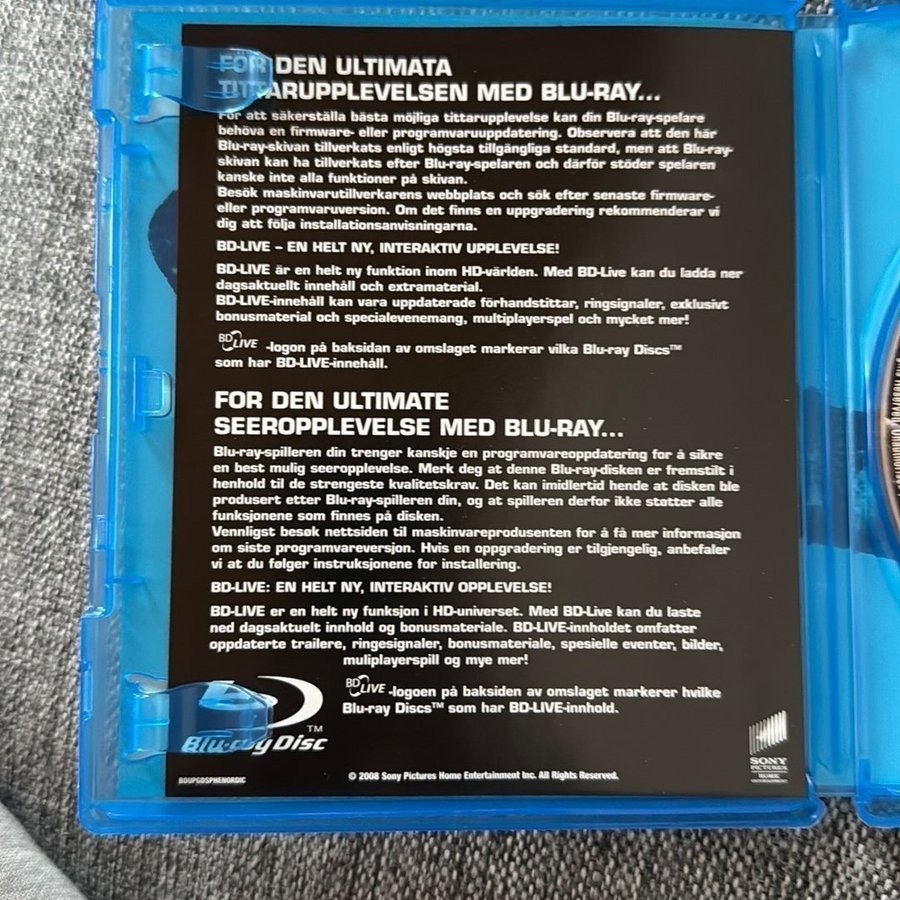 FÖR DEN ULTIMATA
TITTARUPPLEVELSEN MED BLU-RAY...
För att säkerställa bästa möjliga tittarupplevelse kan din Blu-ray-spelare
behöva en firmware- eller programvaruuppdatering. Observera att den här
Blu-ray-skivan tillverkats enligt högsta tillgängliga standard, men att Blu-ray-
skivan kan ha tillverkats efter Blu-ray-spelaren och därför stöder spelaren
kanske inte alla funktioner på skivan.
Besök maskinvarutillverkarens webbplats och sök efter senaste firmware-
eller programvaruversion. Om det finns en uppgradering rekommenderar vi
dig att följa installationsanvisningarna.
BD-LIVE – EN HELT NY, INTERAKTIV UPPLEVELSE!
BD-LIVE är en helt ny funktion inom HD-världen. Med BD-Live kan du ladda ner
dagsaktuellt innehåll och extramaterial.
BD-LIVE-innehåll kan vara uppdaterade förhandstittar, ringsignaler, exklusivt
bonusmaterial och specialevenemang, multiplayerspel och mycket mer!
BD LIVE -logon på baksidan av omslaget markerar vilka Blu-ray Discs™
som har BD-LIVE-innehåll.
FOR DEN ULTIMATE
SEEROPPLEVELSE MED BLU-RAY...
Blu-ray-spilleren din trenger kanskje en programvareoppdatering for å sikre
en best mulig seeropplevelse. Merk deg at denne Blu-ray-disken er fremstilt i
henhold til de strengeste kvalitetskrav. Det kan imidlertid hende at disken ble
produsert etter Blu-ray-spilleren din, og at spilleren derfor ikke støtter alle
funksjonene som finnes på disken.
Vennligst besøk nettsiden til maskinvareprodusenten for å få mer informasjon
om siste programvareversjon. Hvis en oppgradering er tilgjengelig, anbefaler
vi at du følger instruksjonene for installering.
BD-LIVE: EN HELT NY, INTERAKTIV OPPLEVELSE!
BD-LIVE er en helt ny funksjon i HD-universet. Med BD-Live kan du laste
ned dagsaktuelt innhold og bonusmateriale. BD-LIVE-innholdet omfatter
oppdaterte trailere, ringesignaler, bonusmateriale, spesielle eventer, bilder,
muliplayerspill og mye mer!
BD LIVE -logoen på baksiden av omslaget markerer hvilke
Blu-ray Discs™ som har BD-LIVE-innhold.
Blu-ray Disc™
SONY
PICTURES
HOME
ENTERTAINMENT
BDUPGDSPHENORDIC
© 2008 Sony Pictures Home Entertainment Inc. All Rights Reserved.